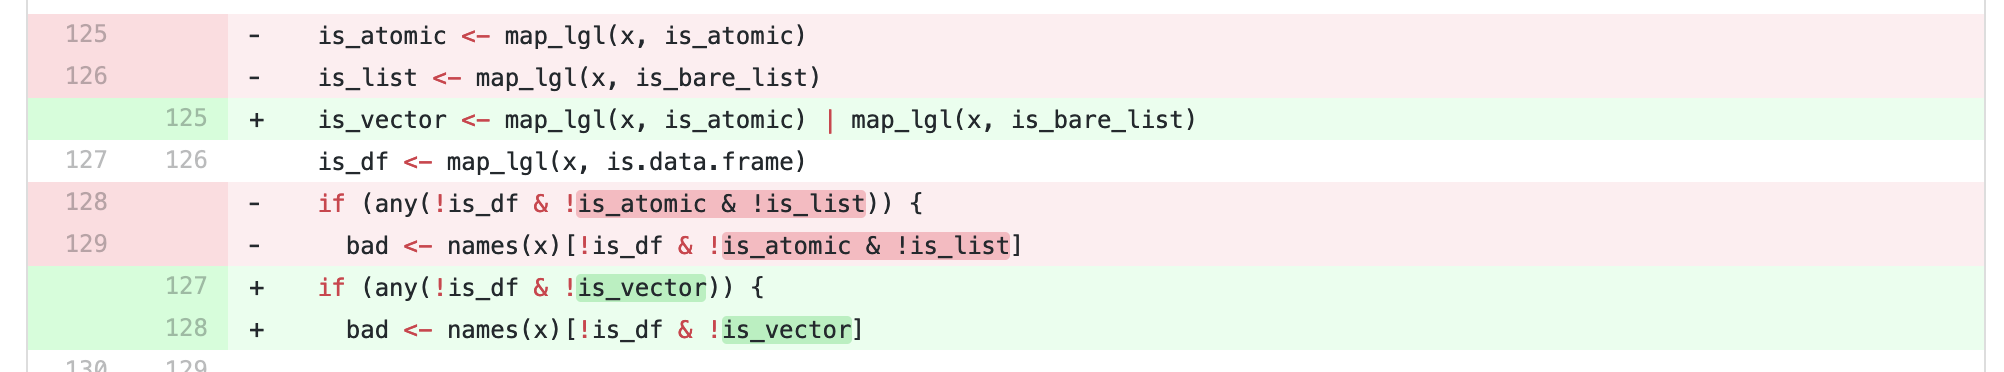 125 - is_atomic <- map_lgl(x, is_atomic)
126 - is_list <- map_lgl(x, is_bare_list)
125 + is_vector <- map_lgl(x, is_atomic) | map_lgl(x, is_bare_list)
127 126 is_df <- map_lgl(x, is.data.frame)
128 - if (any(!is_df & !is_atomic & !is_list)) {
129 - bad <- names(x)[!is_df & !is_atomic & !is_list]
127 + if (any(!is_df & !is_vector)) {
128 + bad <- names(x)[!is_df & !is_vector]
130 129